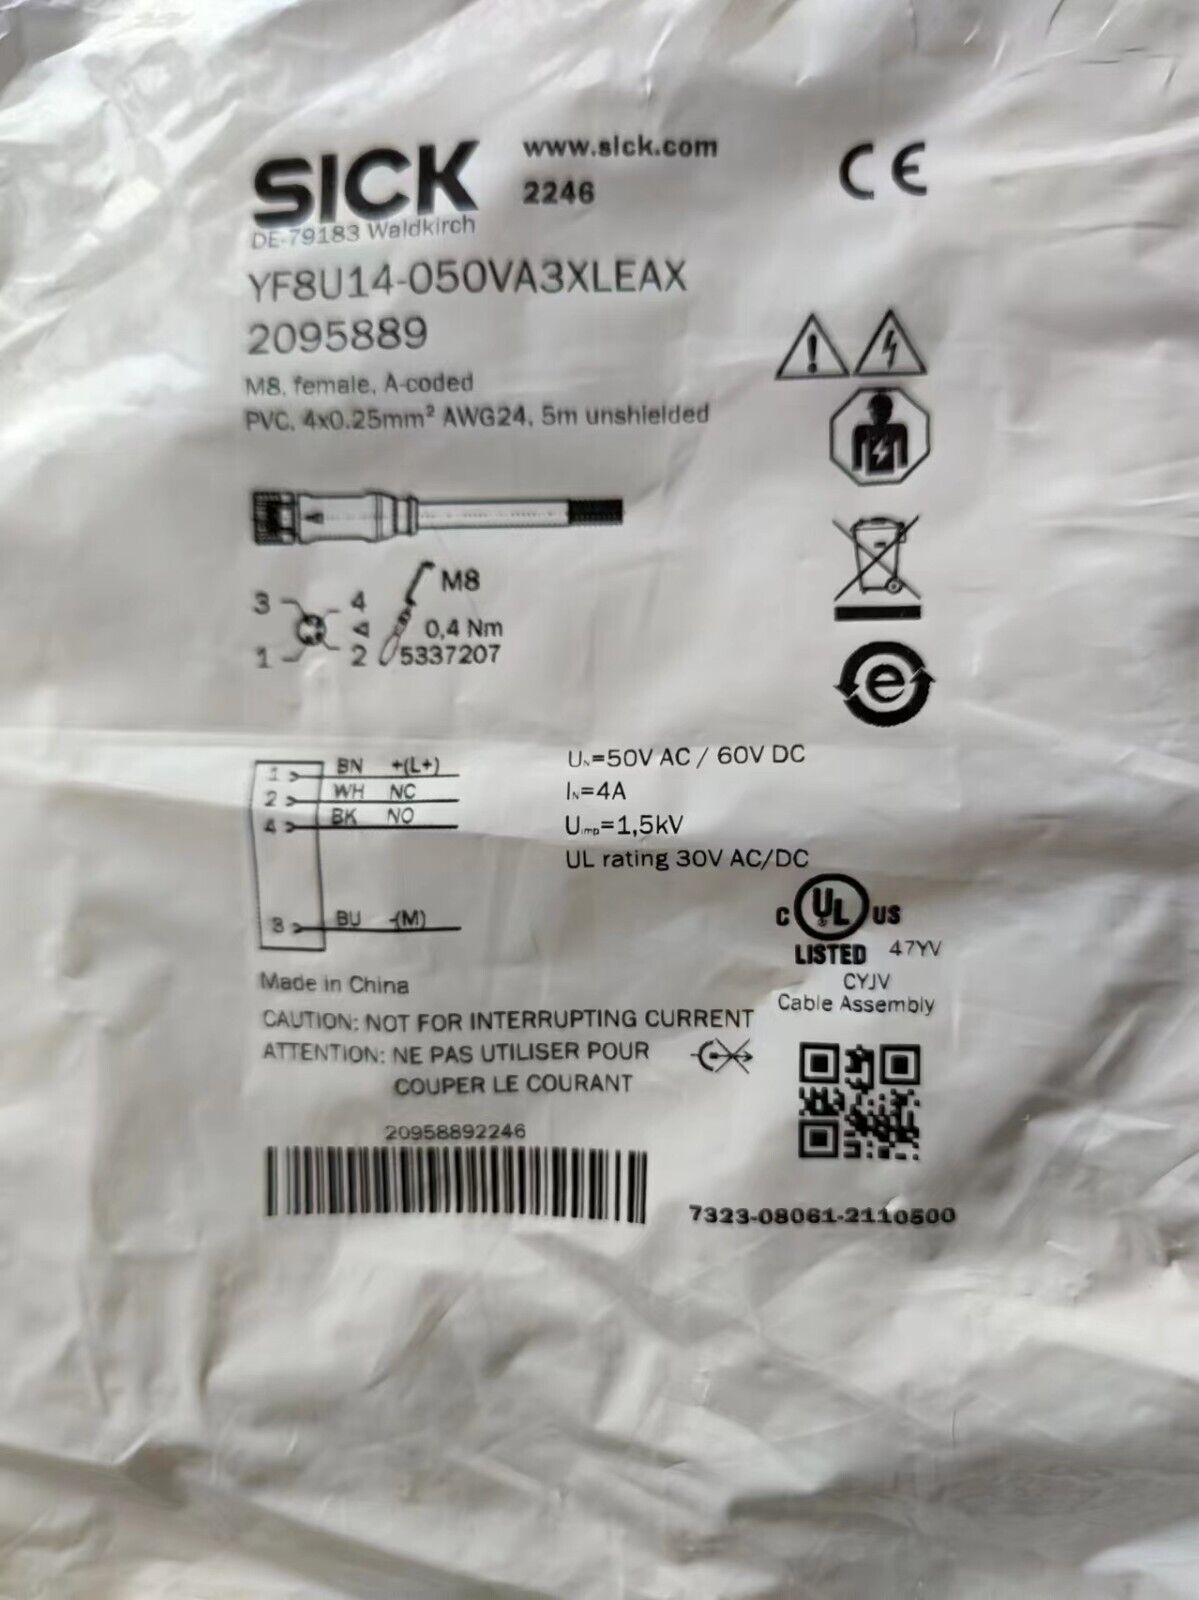 SICK
www.sick.com
2246
DE-79183 Waldkirch
CE
YF8U14-050VA3XLEAX
2095889
M8, female, A-coded
PVC, 4x0.25mm² AWG24, 5m unshielded
M8
3 4
0,4 Nm
1 2
5337207
1 BN +(L+)
2 WH NC
4 BK NO
3 BU -(M)
UN=50V AC / 60V DC
IN=4A
Uimp=1,5kV
UL rating 30V AC/DC
C UL US
LISTED 47YV
CYJV
Cable Assembly
Made in China
CAUTION: NOT FOR INTERRUPTING CURRENT
ATTENTION: NE PAS UTILISER POUR
COUPER LE COURANT
20958892246
7323-08061-2110500